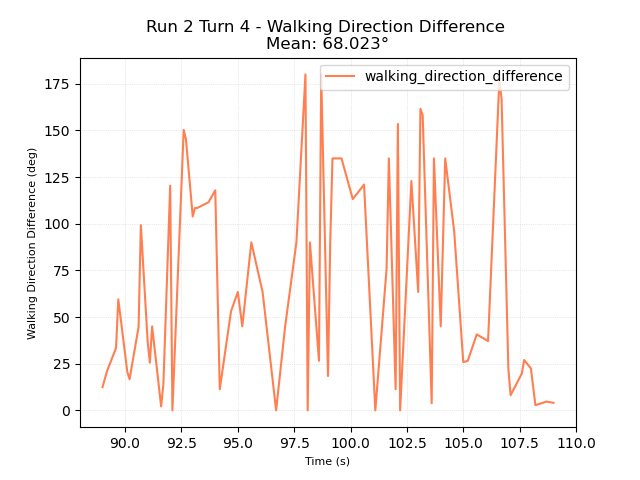 Run 2 Turn 4 - Walking Direction Difference
Mean: 68.023°
walking_direction_difference
Walking Direction Difference (deg)
175
150
125
100
75
50
25
0
90.0 92.5 95.0 97.5 100.0 102.5 105.0 107.5 110.0
Time (s)